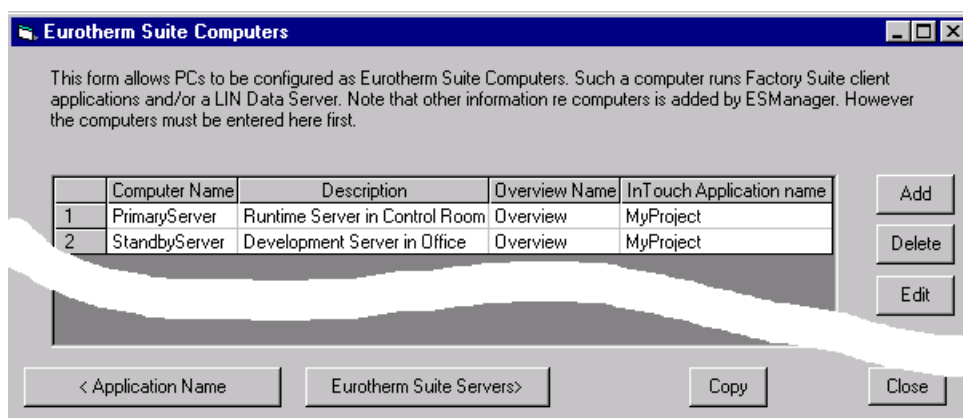 Eurotherm Suite Computers
This form allows PCs to be configured as Eurotherm Suite Computers. Such a computer runs Factory Suite client
applications and/or a LIN Data Server. Note that other information re computers is added by ESManager. However
the computers must be entered here first.
Computer Name Description Overview Name InTouch Application name
1 PrimaryServer Runtime Server in Control Room Overview MyProject
2 StandbyServer Development Server in Office Overview MyProject
Add
Delete
Edit
< Application Name Eurotherm Suite Servers> Copy Close